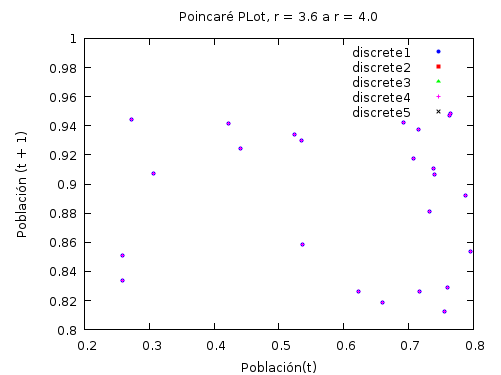 Poincaré PLot, r = 3.6 a r = 4.0
1
discrete1
discrete2
0.98
discrete3
0.96
discrete4
discrete5
0.94
0.92
0.9
0.88
0.86
0.84
0.82
0.8
Población (t + 1)
0.2 0.3 0.4 0.5 0.6 0.7 0.8
Población(t)